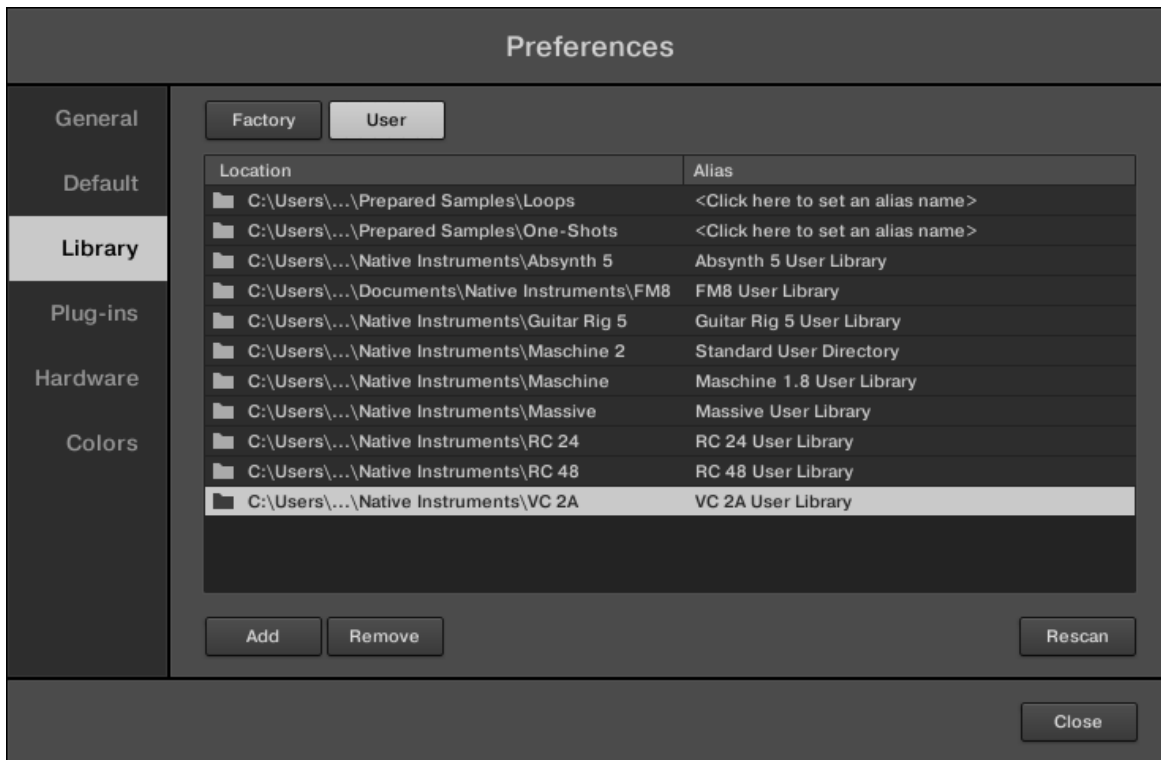 Preferences
General
Default
Library
Plug-ins
Hardware
Colors
Factory User
Location Alias
C:\Users\...\Prepared Samples\Loops <Click here to set an alias name>
C:\Users\...\Prepared Samples\One-Shots <Click here to set an alias name>
C:\Users\...\Native Instruments\Absynth 5 Absynth 5 User Library
C:\Users\...\Documents\Native Instruments\FM8 FM8 User Library
C:\Users\...\Native Instruments\Guitar Rig 5 Guitar Rig 5 User Library
C:\Users\...\Native Instruments\Maschine 2 Standard User Directory
C:\Users\...\Native Instruments\Maschine Maschine 1.8 User Library
C:\Users\...\Native Instruments\Massive Massive User Library
C:\Users\...\Native Instruments\RC 24 RC 24 User Library
C:\Users\...\Native Instruments\RC 48 RC 48 User Library
C:\Users\...\Native Instruments\VC 2A VC 2A User Library
Add Remove Rescan
Close